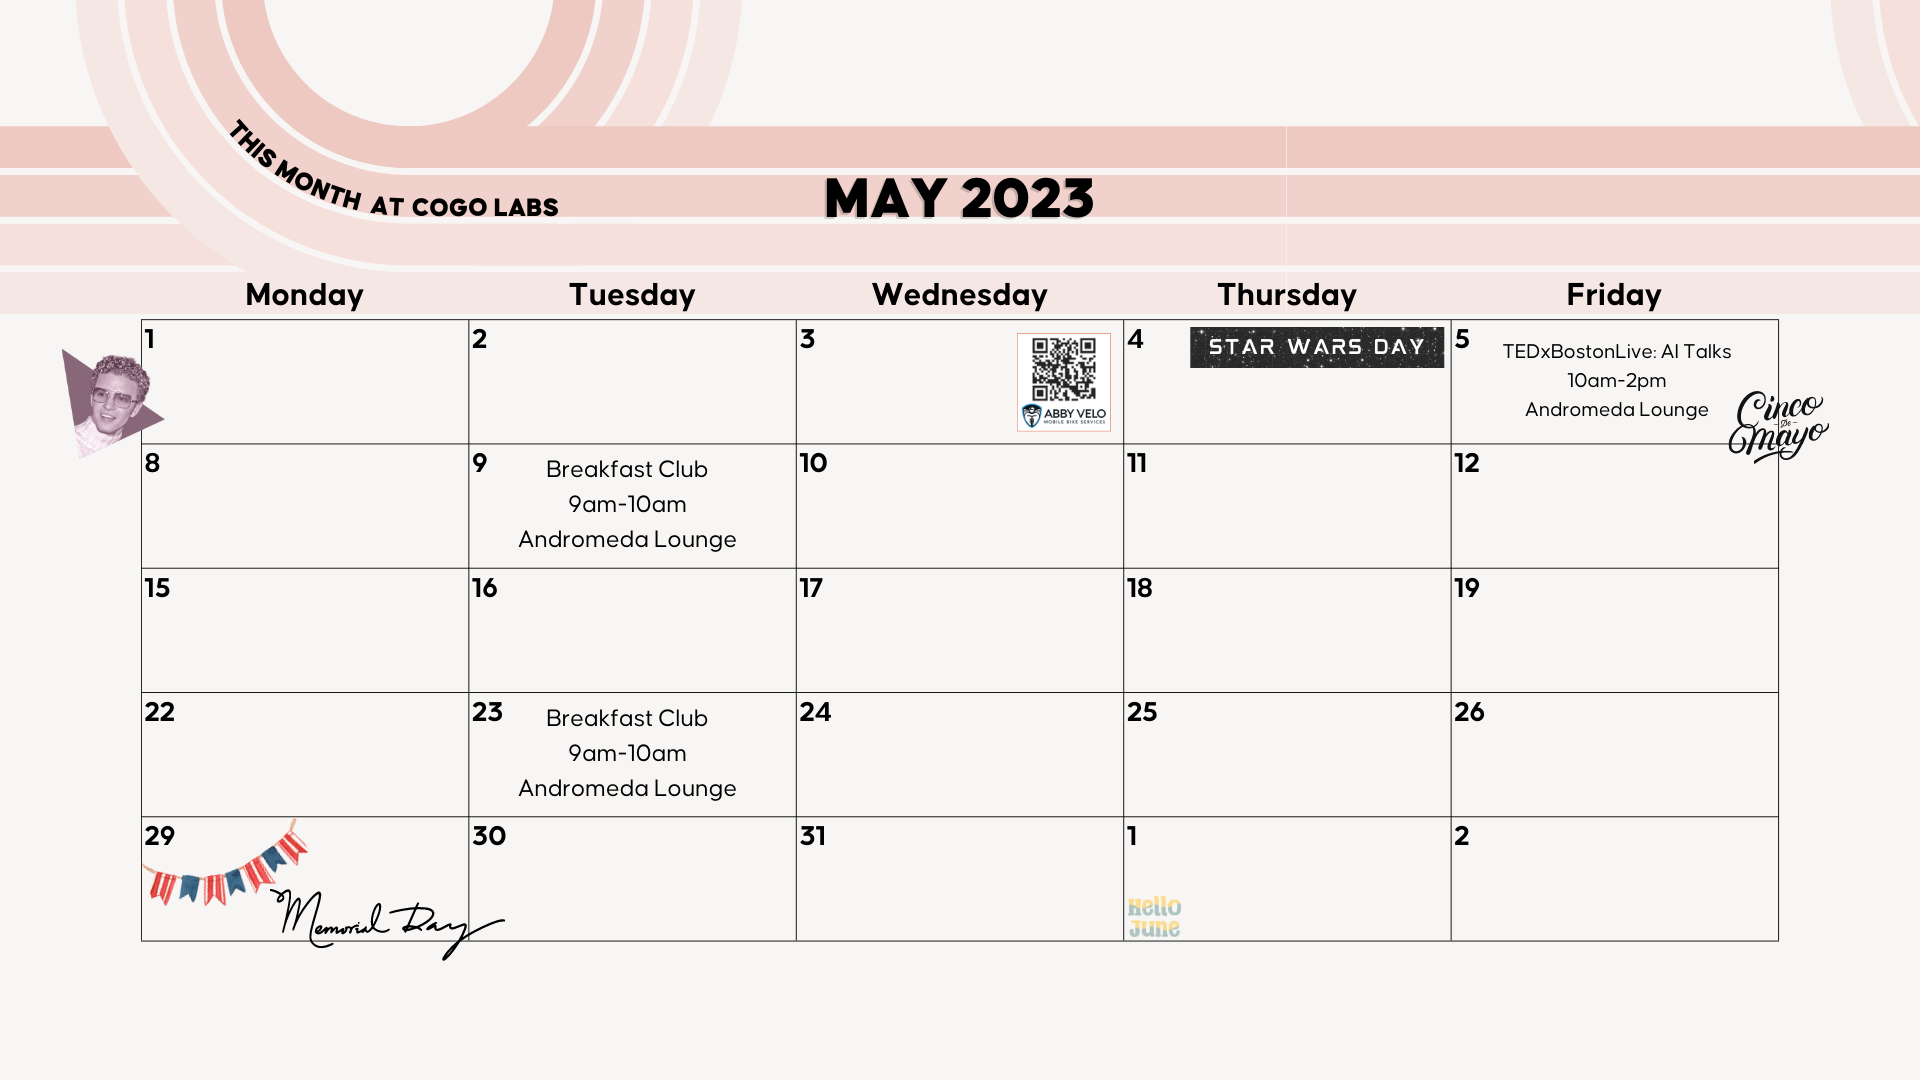 THIS MONTH AT COGO LABS
MAY 2023
Monday
Tuesday
Wednesday
Thursday
Friday
1
2
3
ABBY VELO
MOBILE BIKE SERVICES
4
STAR WARS DAY
5
TEDxBostonLive: AI Talks
10am-2pm
Andromeda Lounge
Cinco
- De -
Mayo
8
9
Breakfast Club
9am-10am
Andromeda Lounge
10
11
12
15
16
17
18
19
22
23
Breakfast Club
9am-10am
Andromeda Lounge
24
25
26
29
Memorial Day
30
31
1
Hello
June
2